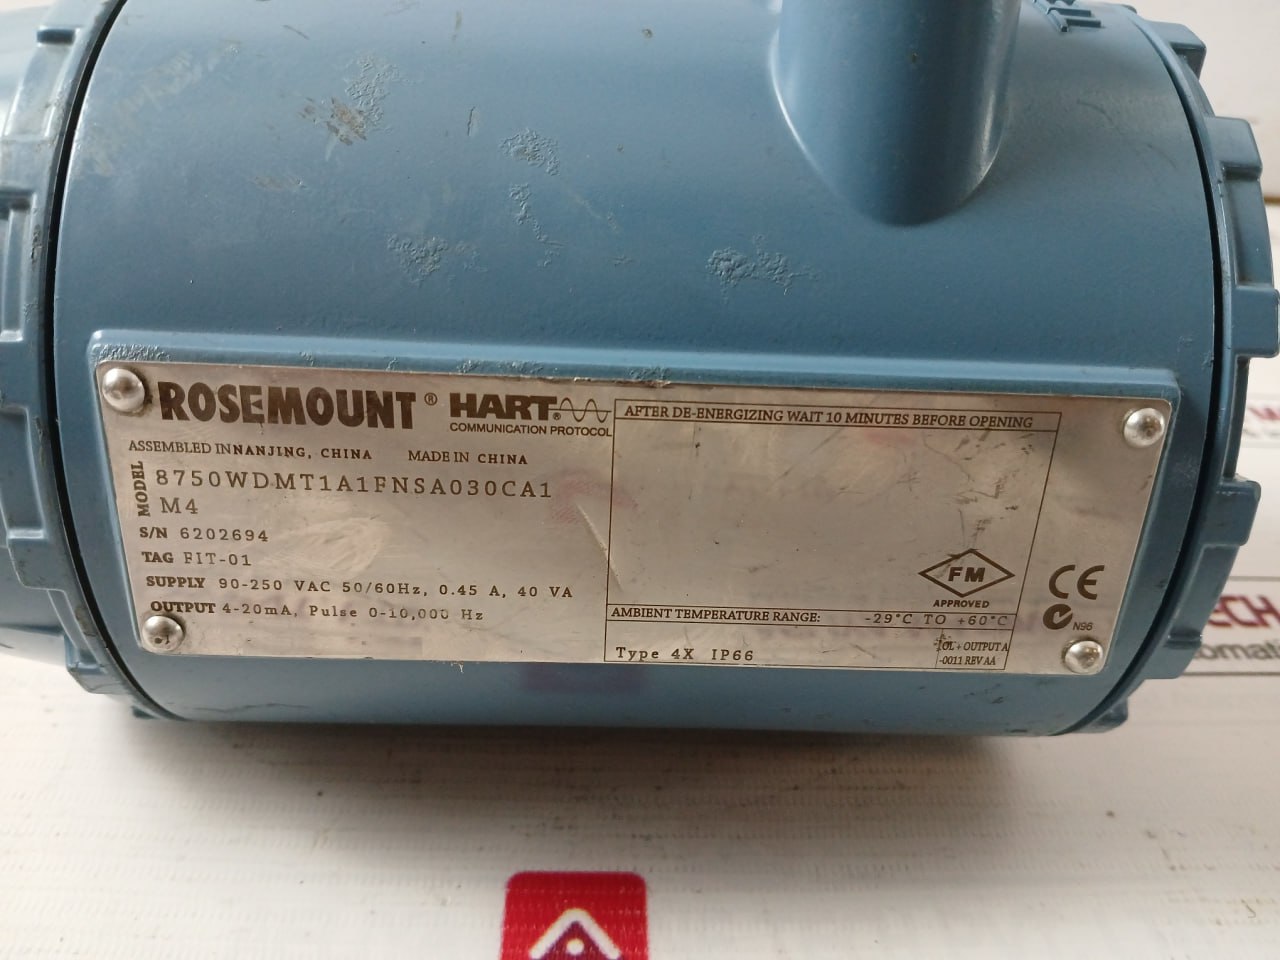 ROSEMOUNT® HART®
COMMUNICATION PROTOCOL
ASSEMBLED IN NANJING, CHINA MADE IN CHINA
MODEL 8750WDMT1A1FNSA030CA1
M4
S/N 6202694
TAG FIT-01
SUPPLY 90-250 VAC 50/60Hz, 0.45 A, 40 VA
OUTPUT 4-20mA, Pulse 0-10,000 Hz
AFTER DE-ENERGIZING WAIT 10 MINUTES BEFORE OPENING
FM
APPROVED
CE
N96
AMBIENT TEMPERATURE RANGE: -29°C TO +60°C
Type 4X IP66
OL + OUTPUT A
-0011 REV AA